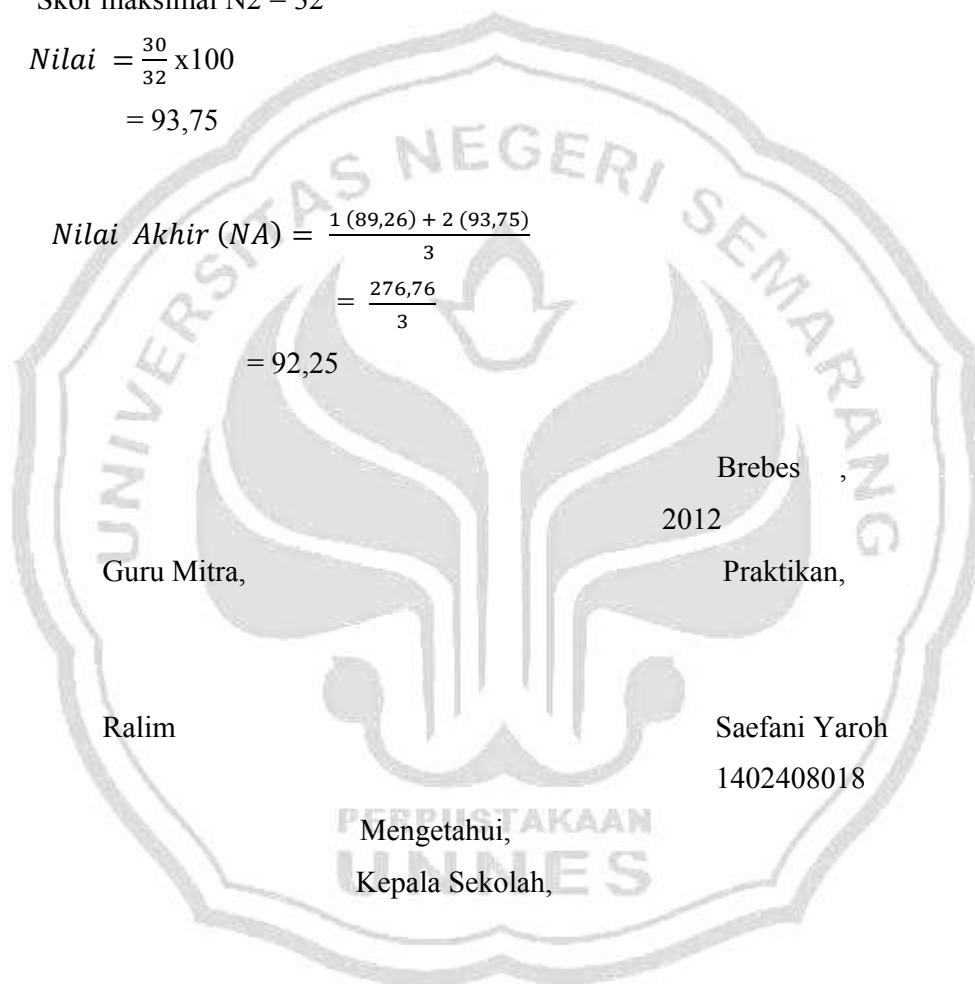 Skor maksimal N2 = 32
Nilai = 30/32 x100
= 93,75
Nilai Akhir (NA) = 1 (89,26) + 2 (93,75) / 3
= 276,76 / 3
= 92,25
Brebes ,
2012
Guru Mitra, Praktikan,
Ralim Saefani Yaroh
1402408018
Mengetahui,
Kepala Sekolah,
UNIVERSITAS NEGERI SEMARANG
PERPUSTAKAAN
UNNES